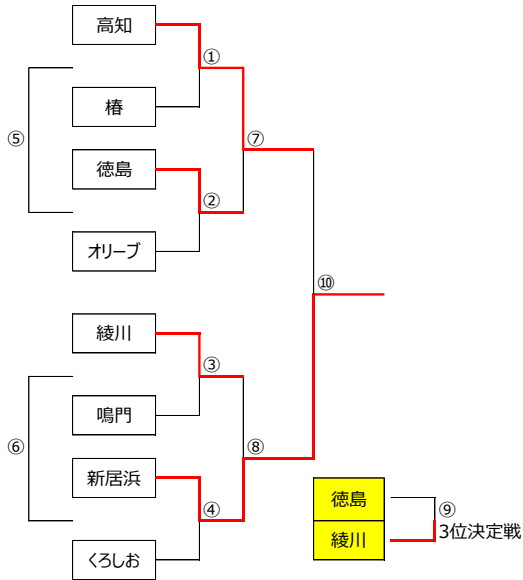 高知
①
椿
⑤
⑦
徳島
②
オリーブ
⑩
綾川
③
鳴門
⑥
⑧
新居浜
④
くろしお
徳島
⑨
3位決定戦
綾川